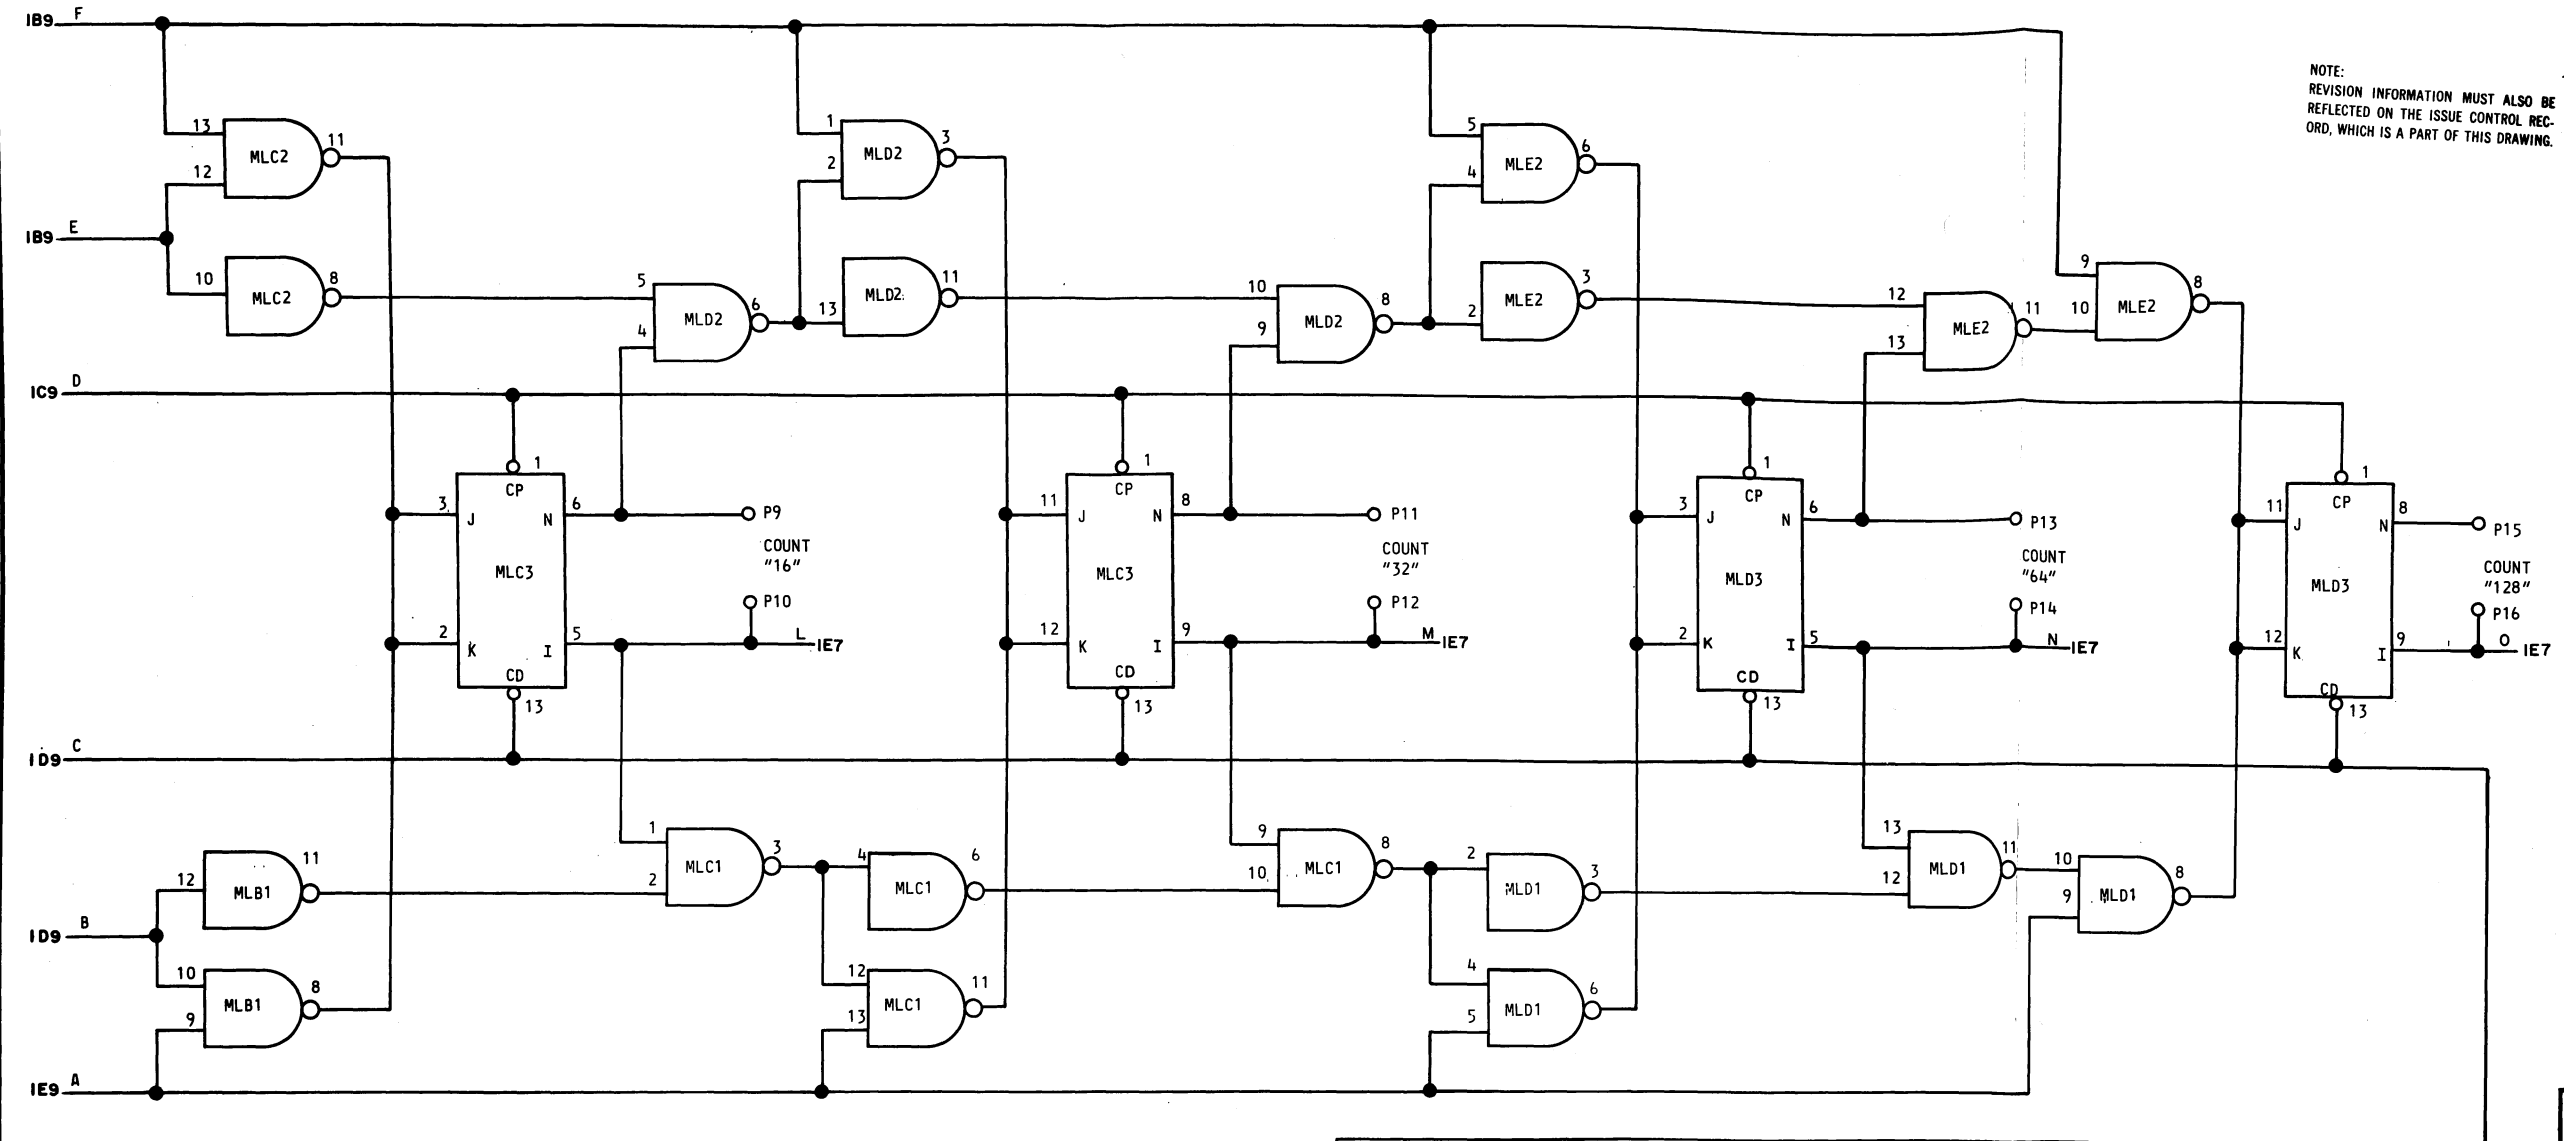 IB9 F
NOTE:
REVISION INFORMATION MUST ALSO BE
REFLECTED ON THE ISSUE CONTROL REC-
ORD, WHICH IS A PART OF THIS DRAWING.
13 MLC2 11
12
1 MLD2 3
2
5 MLE2 6
4
IB9 E
10 MLC2 8
5 MLD2 6
4
13 MLD2 11
10 MLD2 8
9
2 MLE2 3
12 MLE2 11
13
9 MLE2 8
10
IC9 D
1
CP
3 J N 6 P9
COUNT
"16"
MLC3
P10
2 K I 5 L IE7
CD
13
1
CP
11 J N 8 P11
COUNT
"32"
MLC3
P12
12 K I 9 M IE7
CD
13
1
CP
3 J N 6 P13
COUNT
"64"
MLD3
P14
2 K I 5 N IE7
CD
13
1
CP
11 J N 8 P15
COUNT
"128"
MLD3
P16
12 K I 9 O IE7
CD
13
ID9 C
12 MLB1 11
1 MLC1 3
2
4 MLC1 6
9 MLC1 8
10
2 MLD1 3
13 MLD1 11
12
10 MLD1 8
9
ID9 B
10 MLB1 8
9
12 MLC1 11
13
4 MLD1 6
5
IE9 A